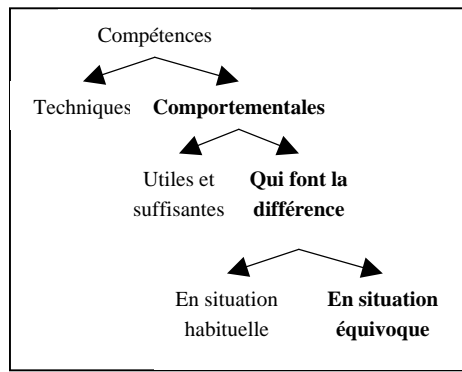 Compétences
Techniques Comportementales
Utiles et Qui font la
suffisantes différence
En situation En situation
habituelle équivoque